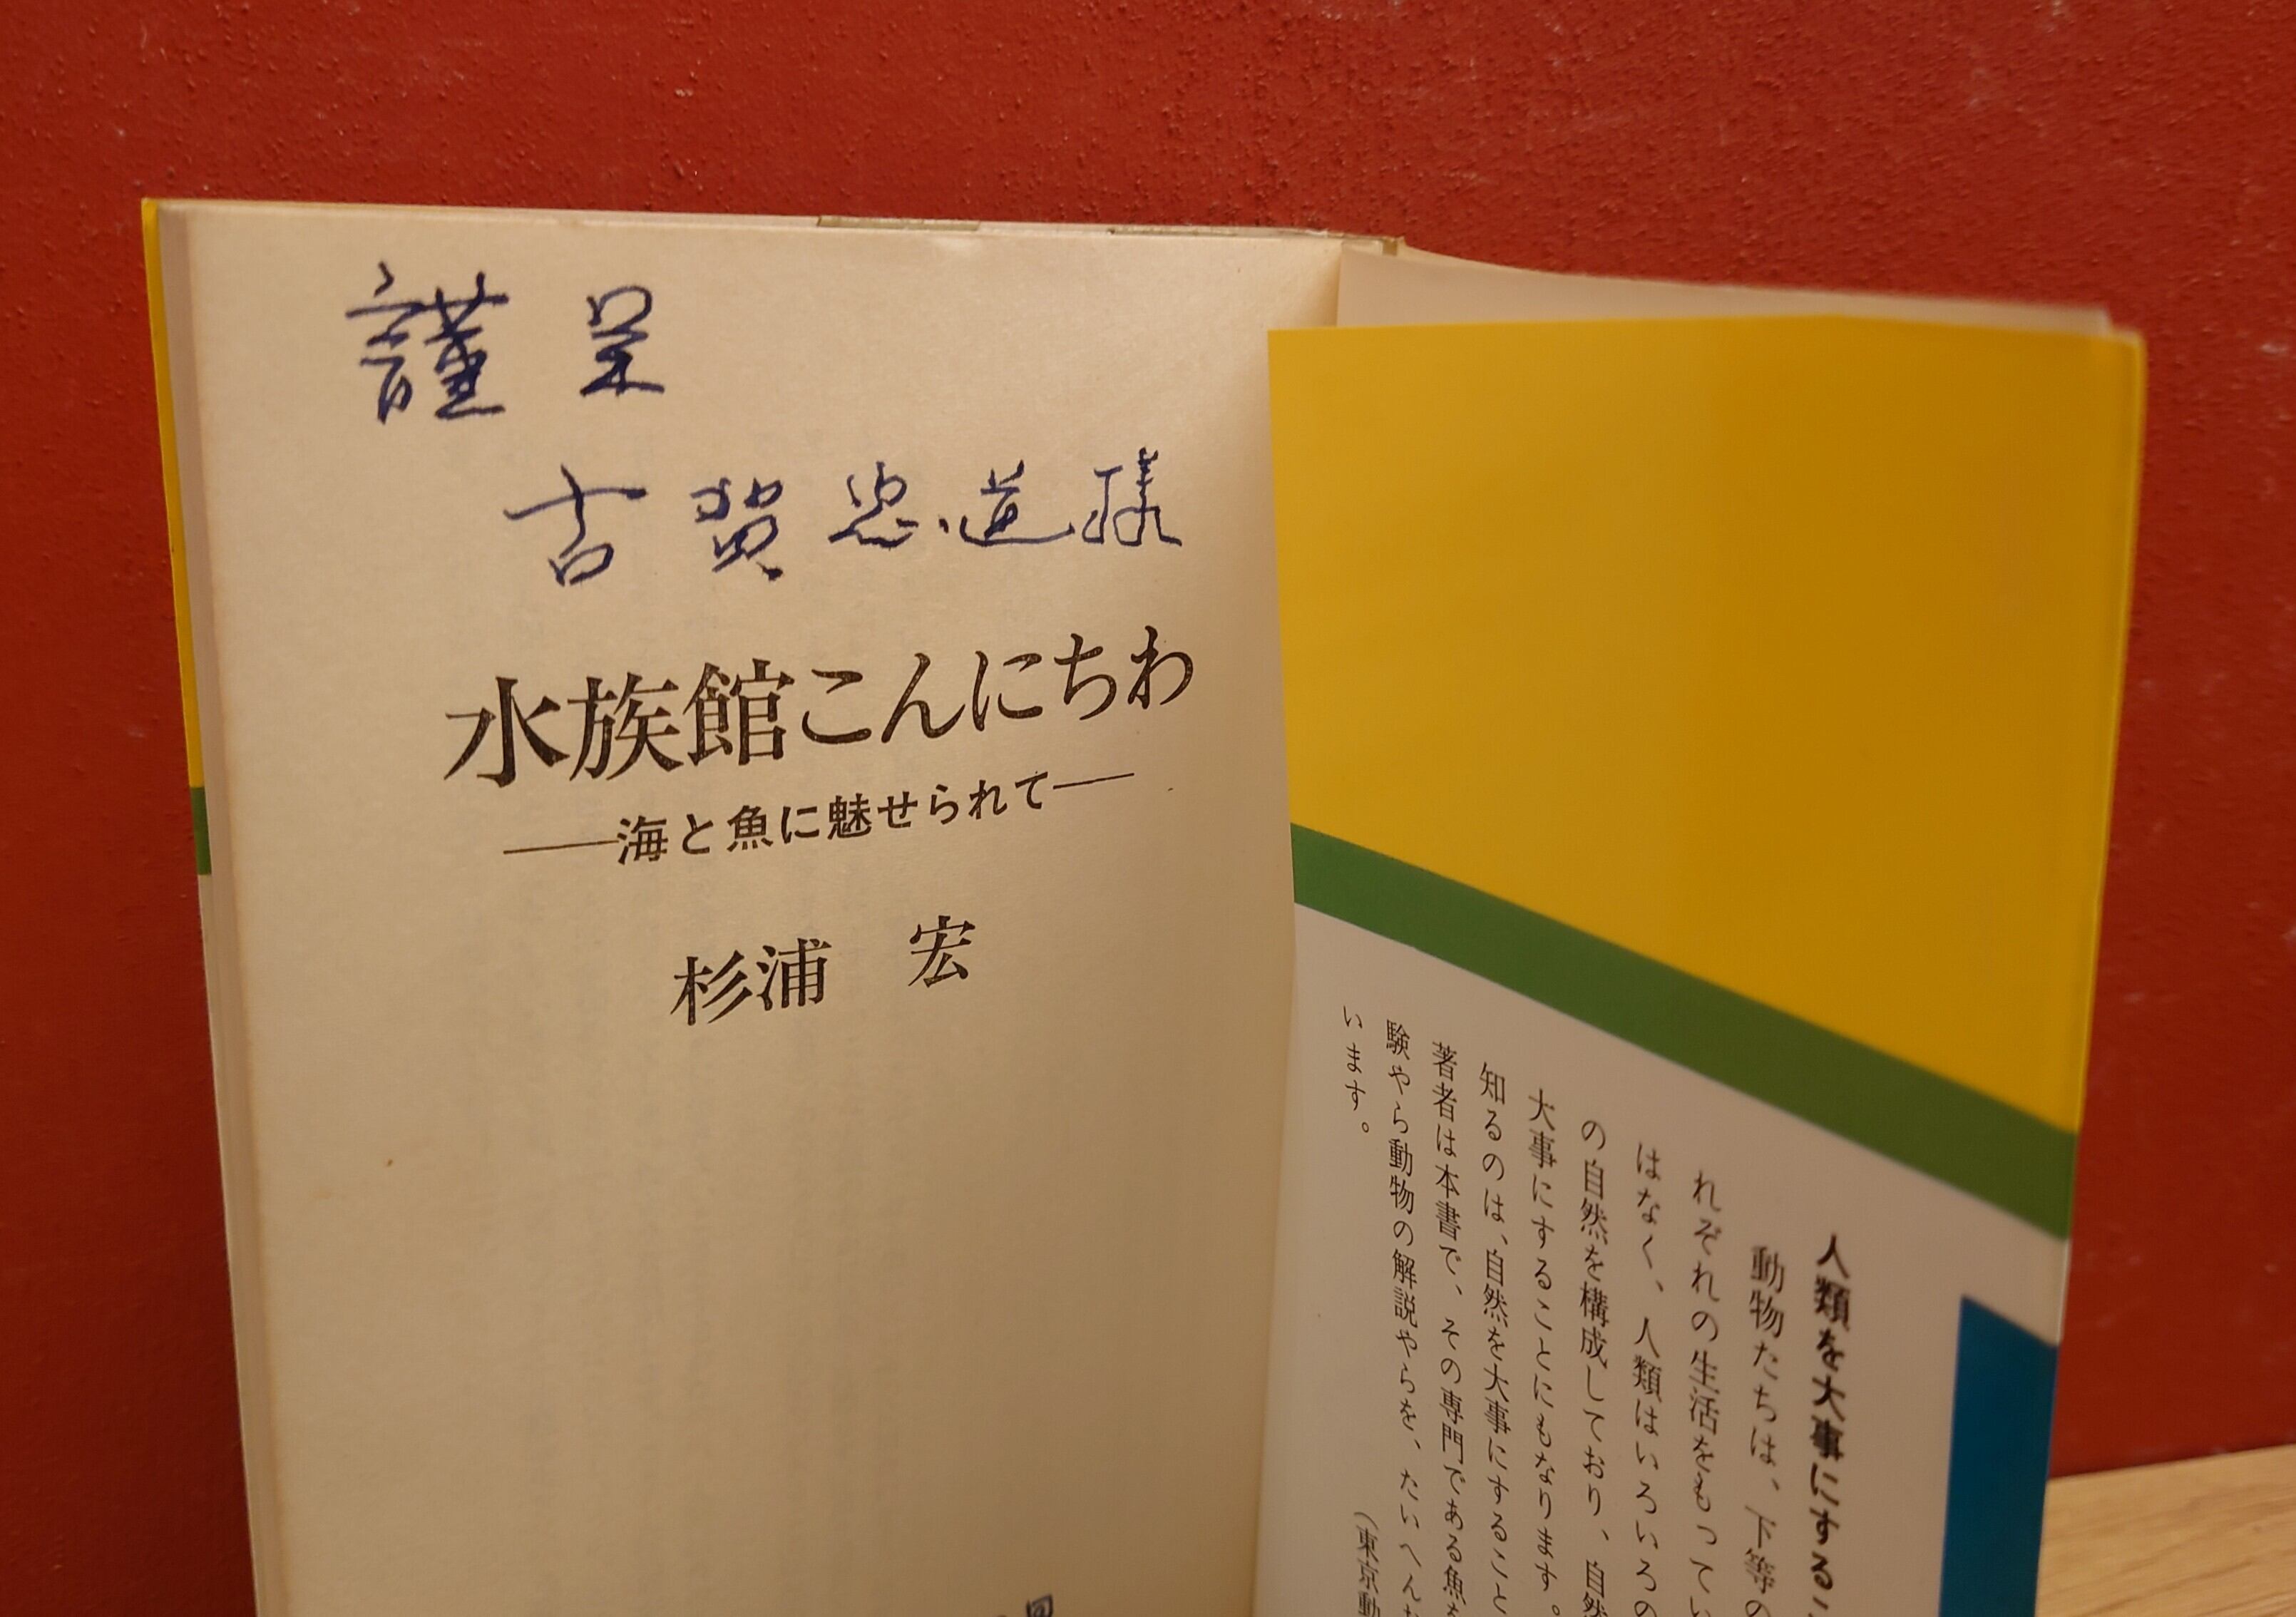 謹呈
古賀忠道様
水族館こんにちわ
──海と魚に魅せられて──
杉浦 宏
人類を大事にするこ
動物たちは、下等の
れぞれの生活をもってい
はなく、人類はいろいろの
の自然を構成しており、自然
大事にすることにもなります。
知るのは、自然を大事にすること
著者は本書で、その専門である魚を
験やら動物の解説やらを、たいへんお
います。
(東京動